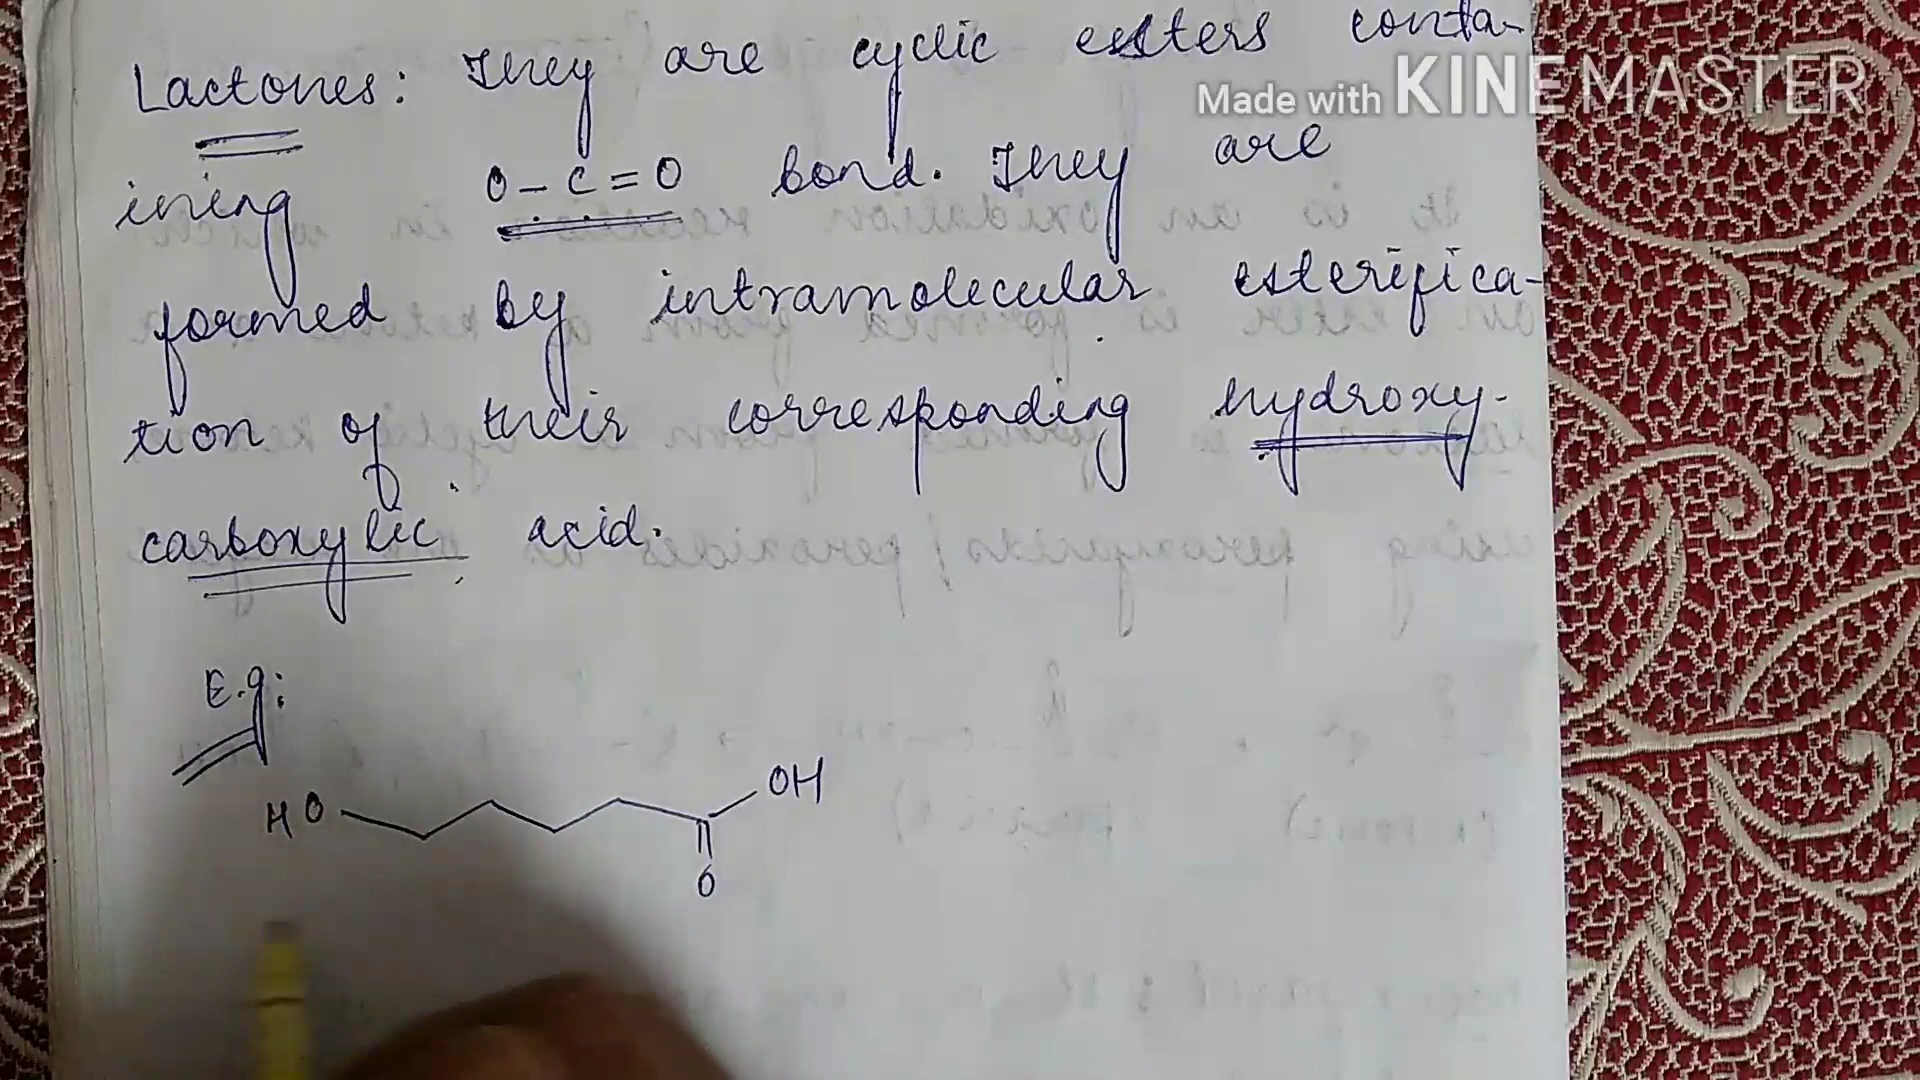 Lactones: They are cyclic esters conta-
Made with KINEMASTER
ining O-C=O bond. They are
formed by intramolecular esterifica-
tion of their corresponding hydroxy-
carboxylic acid.
E.g:
HO OH
O